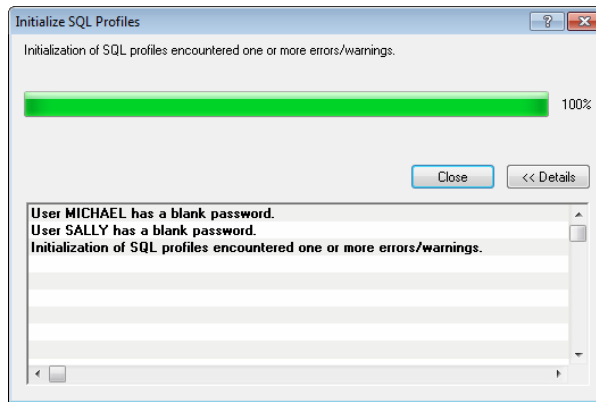 Initialize SQL Profiles
Initialization of SQL profiles encountered one or more errors/warnings.
100%
Close
<< Details
User MICHAEL has a blank password.
User SALLY has a blank password.
Initialization of SQL profiles encountered one or more errors/warnings.